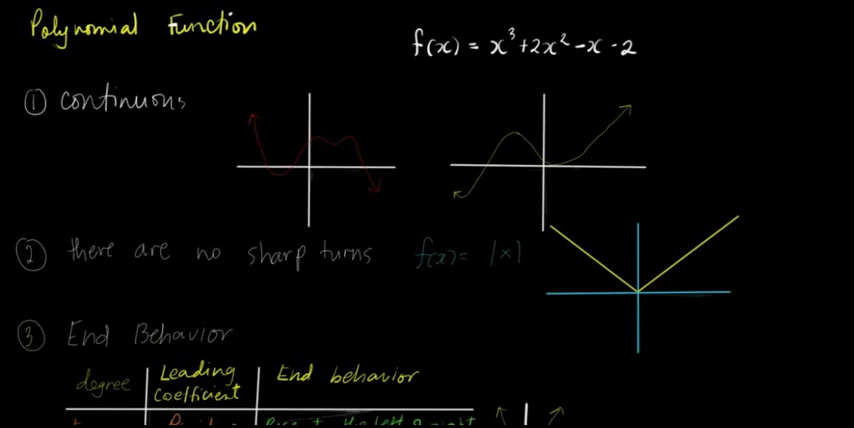 Polynomial Function
f(x) = x³+2x²-x-2
① continuous
② there are no sharp turns f(x)= |x|
③ End Behavior
degree Leading Coefficient End behavior